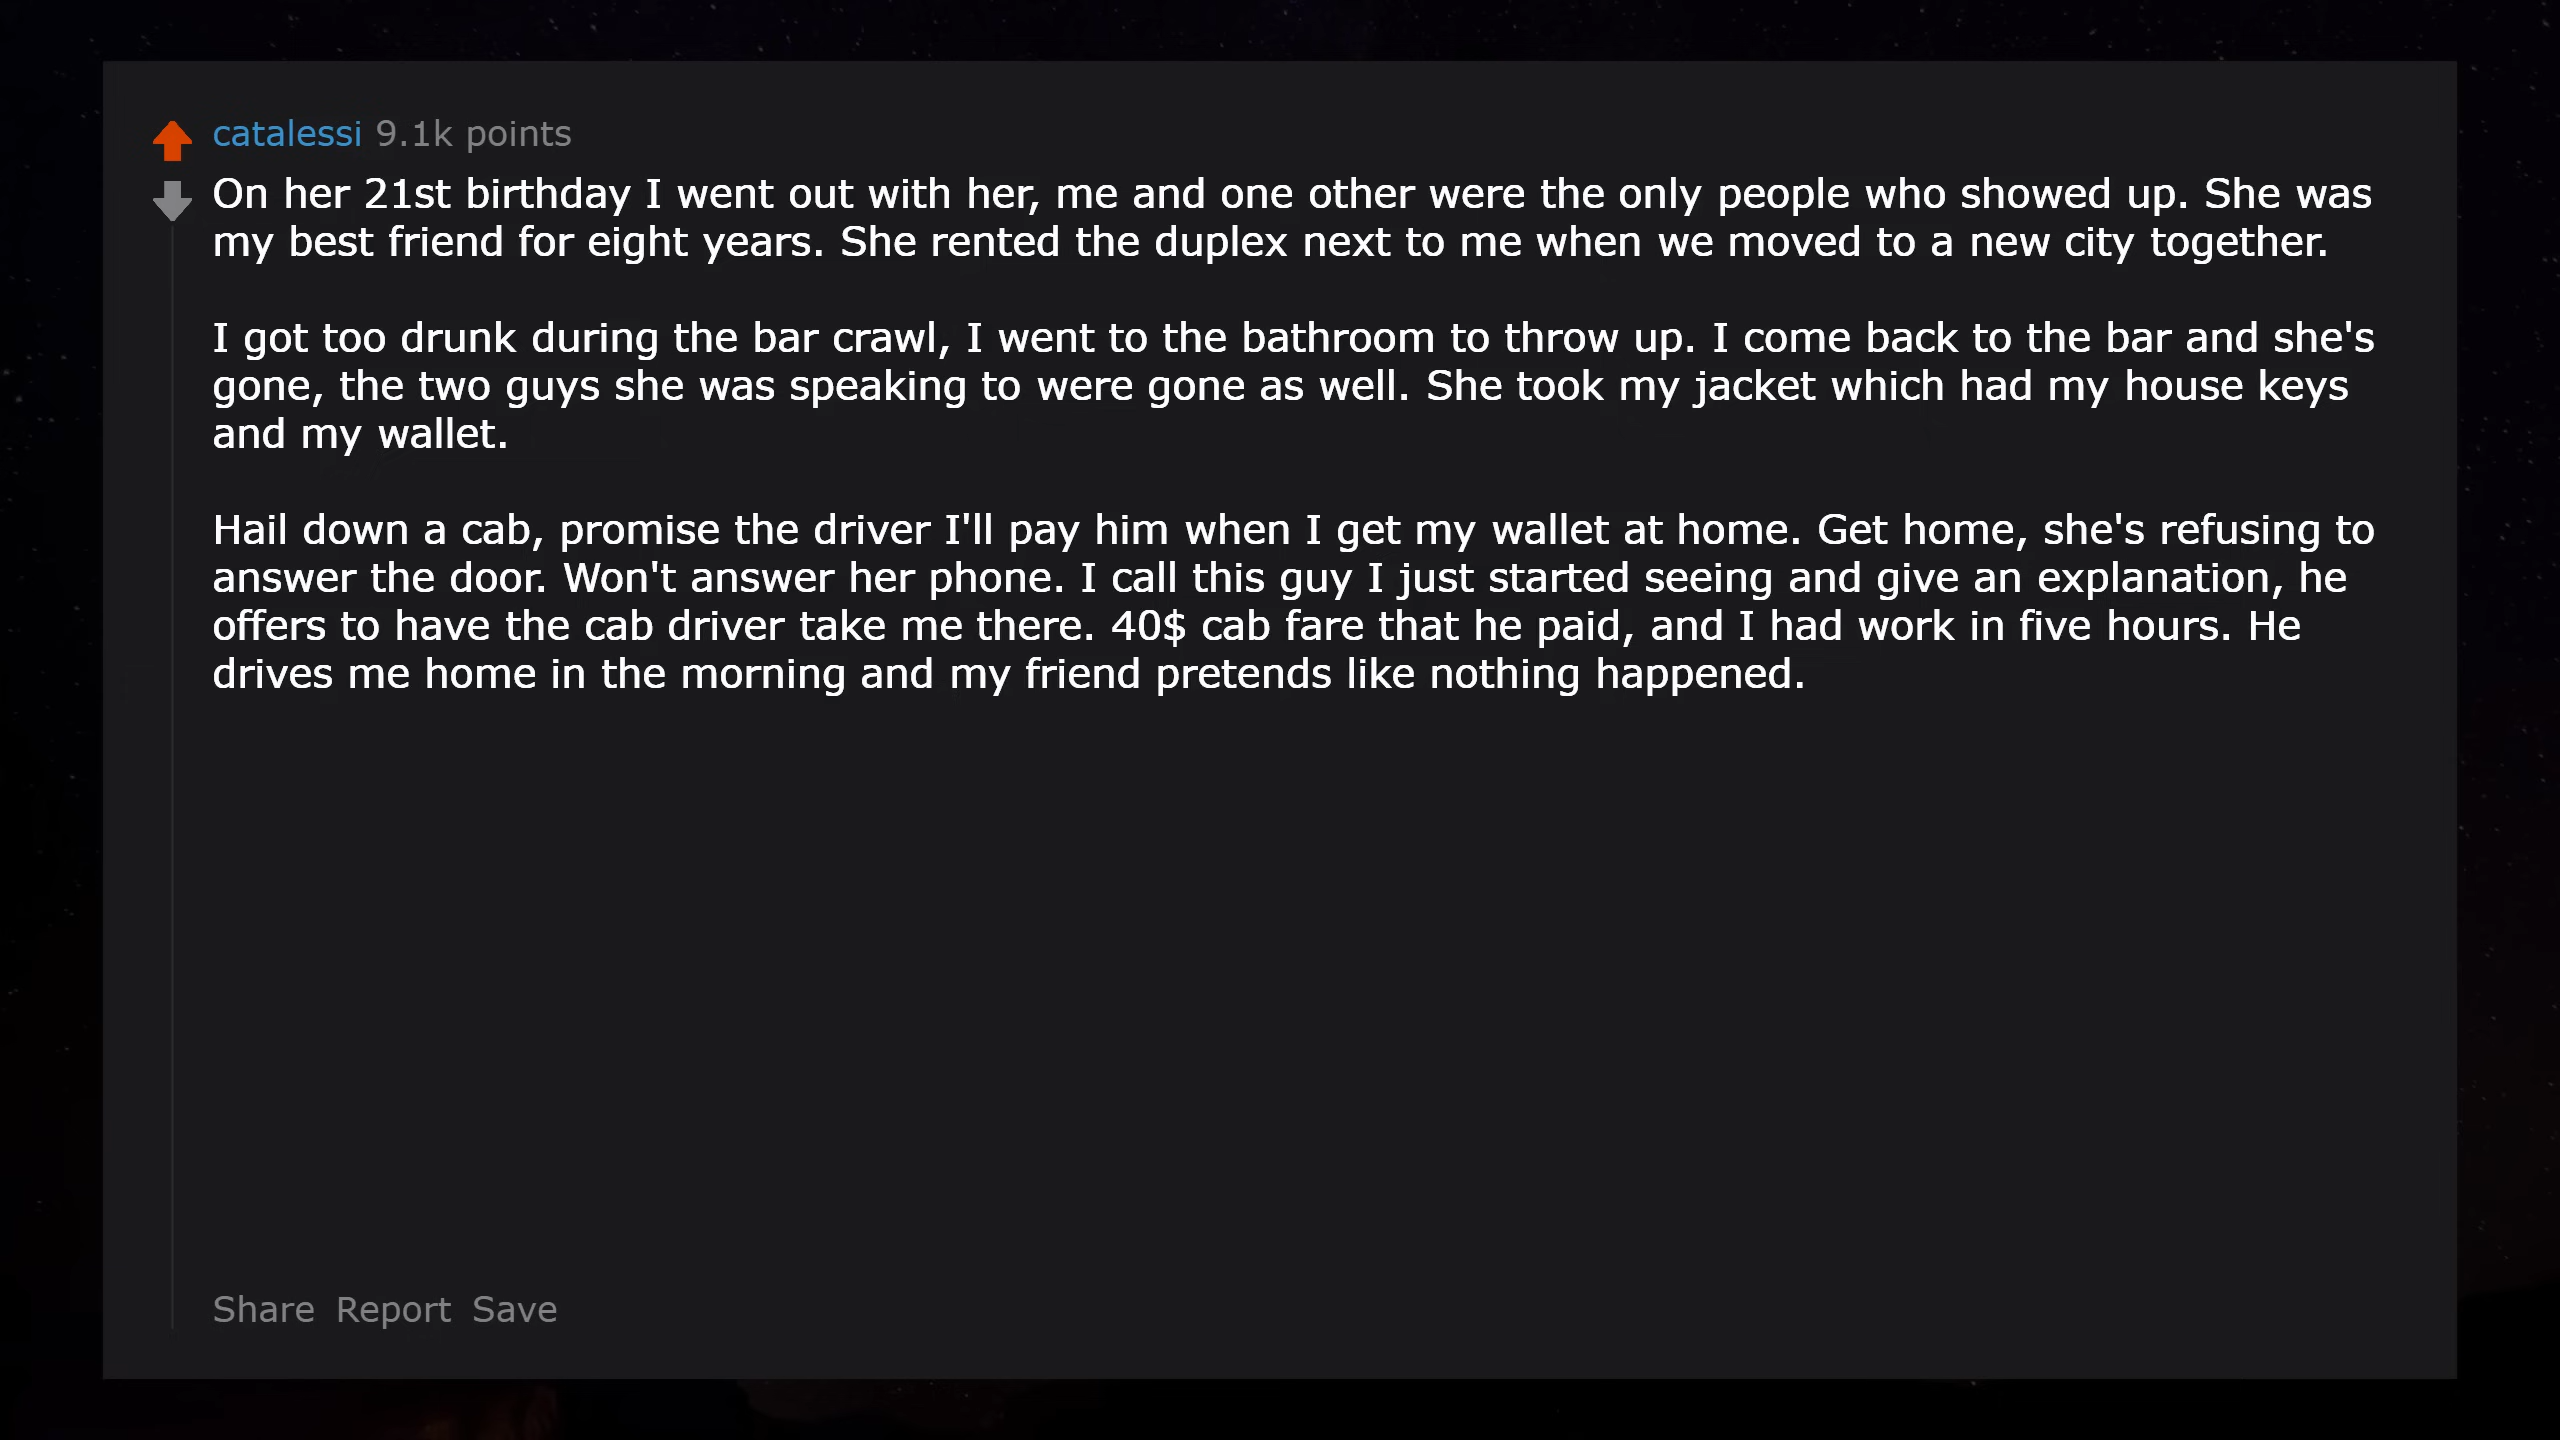 catalessi 9.1k points
On her 21st birthday I went out with her, me and one other were the only people who showed up. She was
my best friend for eight years. She rented the duplex next to me when we moved to a new city together.
I got too drunk during the bar crawl, I went to the bathroom to throw up. I come back to the bar and she's
gone, the two guys she was speaking to were gone as well. She took my jacket which had my house keys
and my wallet.
Hail down a cab, promise the driver I'll pay him when I get my wallet at home. Get home, she's refusing to
answer the door. Won't answer her phone. I call this guy I just started seeing and give an explanation, he
offers to have the cab driver take me there. 40$ cab fare that he paid, and I had work in five hours. He
drives me home in the morning and my friend pretends like nothing happened.
Share Report Save